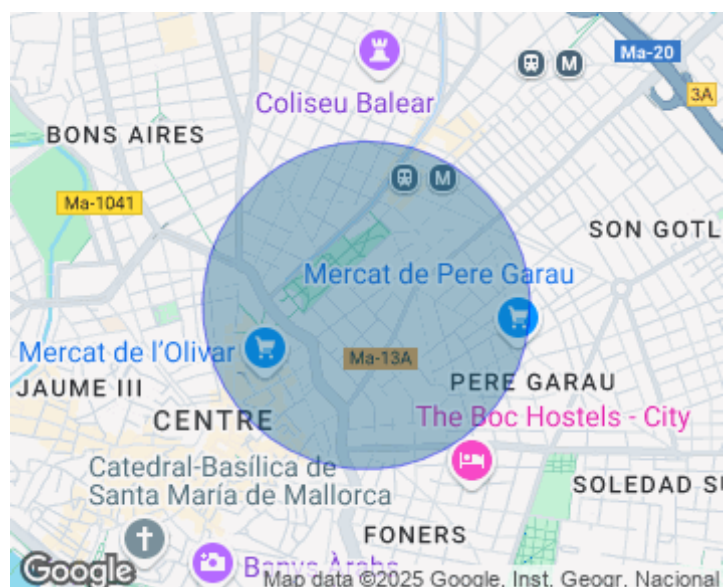 Ma-20
3A
Coliseu Balear
BONS AIRES
Ma-1041
M
M
SON GOTL
Mercat de Pere Garau
Mercat de l'Olivar
Ma-13A
JAUME III
PERE GARAU
CENTRE
The Boc Hostels - City
Catedral-Basílica de
Santa María de Mallorca
SOLEDAD SU
FONERS
Banys Àrabs
Google
Map data ©2025 Google, Inst. Geogr. Nacional